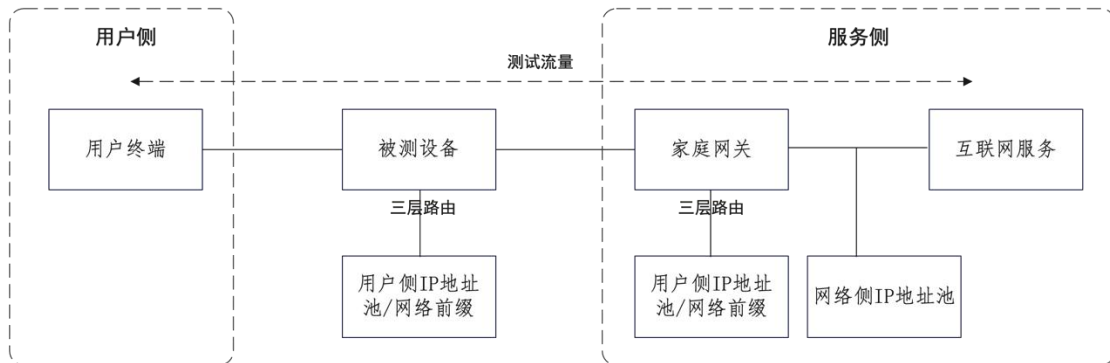 用户侧
服务侧
测试流量
用户终端
被测设备
家庭网关
互联网服务
三层路由
三层路由
用户侧IP地址
池/网络前缀
用户侧IP地址
池/网络前缀
网络侧IP地址池